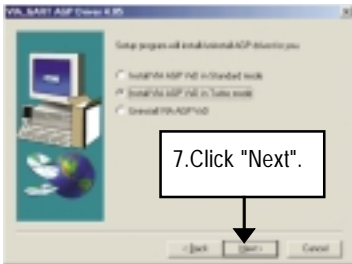 VIA_GART AGP Driver 4.05
Setup program will install/uninstall AGP driver for you
Install VIA AGP VxD in Standard mode
Install VIA AGP VxD in Turbo mode
Uninstall VIA AGP VxD
7.Click "Next".
< Back
Next >
Cancel